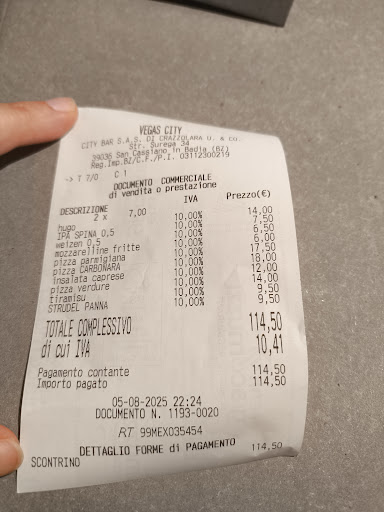 VEGAS CITY
CITY BAR S.A.S. DI CRAZZOLARA U. & CO.
Str. Surega 34
39036 San Cassiano in Badia (BZ)
Reg.Imp.BZ/C.F./P.I. 03112300219
-> T 7/0 C 1
DOCUMENTO COMMERCIALE
di vendita o prestazione
DESCRIZIONE IVA Prezzo(€)
2 x 7,00
hugo 10,00% 14,00
IPA SPINA 0,5 10,00% 7,50
weizen 0,5 10,00% 6,50
mozzarelline fritte 10,00% 6,00
pizza parmigiana 10,00% 17,50
pizza CARBONARA 10,00% 18,00
insalata caprese 10,00% 12,00
pizza verdure 10,00% 14,00
tiramisu 10,00% 9,50
STRUDEL PANNA 10,00% 9,50
TOTALE COMPLESSIVO 114,50
di cui IVA 10,41
Pagamento contante 114,50
Importo pagato 114,50
05-08-2025 22:24
DOCUMENTO N. 1193-0020
RT 99MEX035454
DETTAGLIO FORME di PAGAMENTO
SCONTRINO 114,50